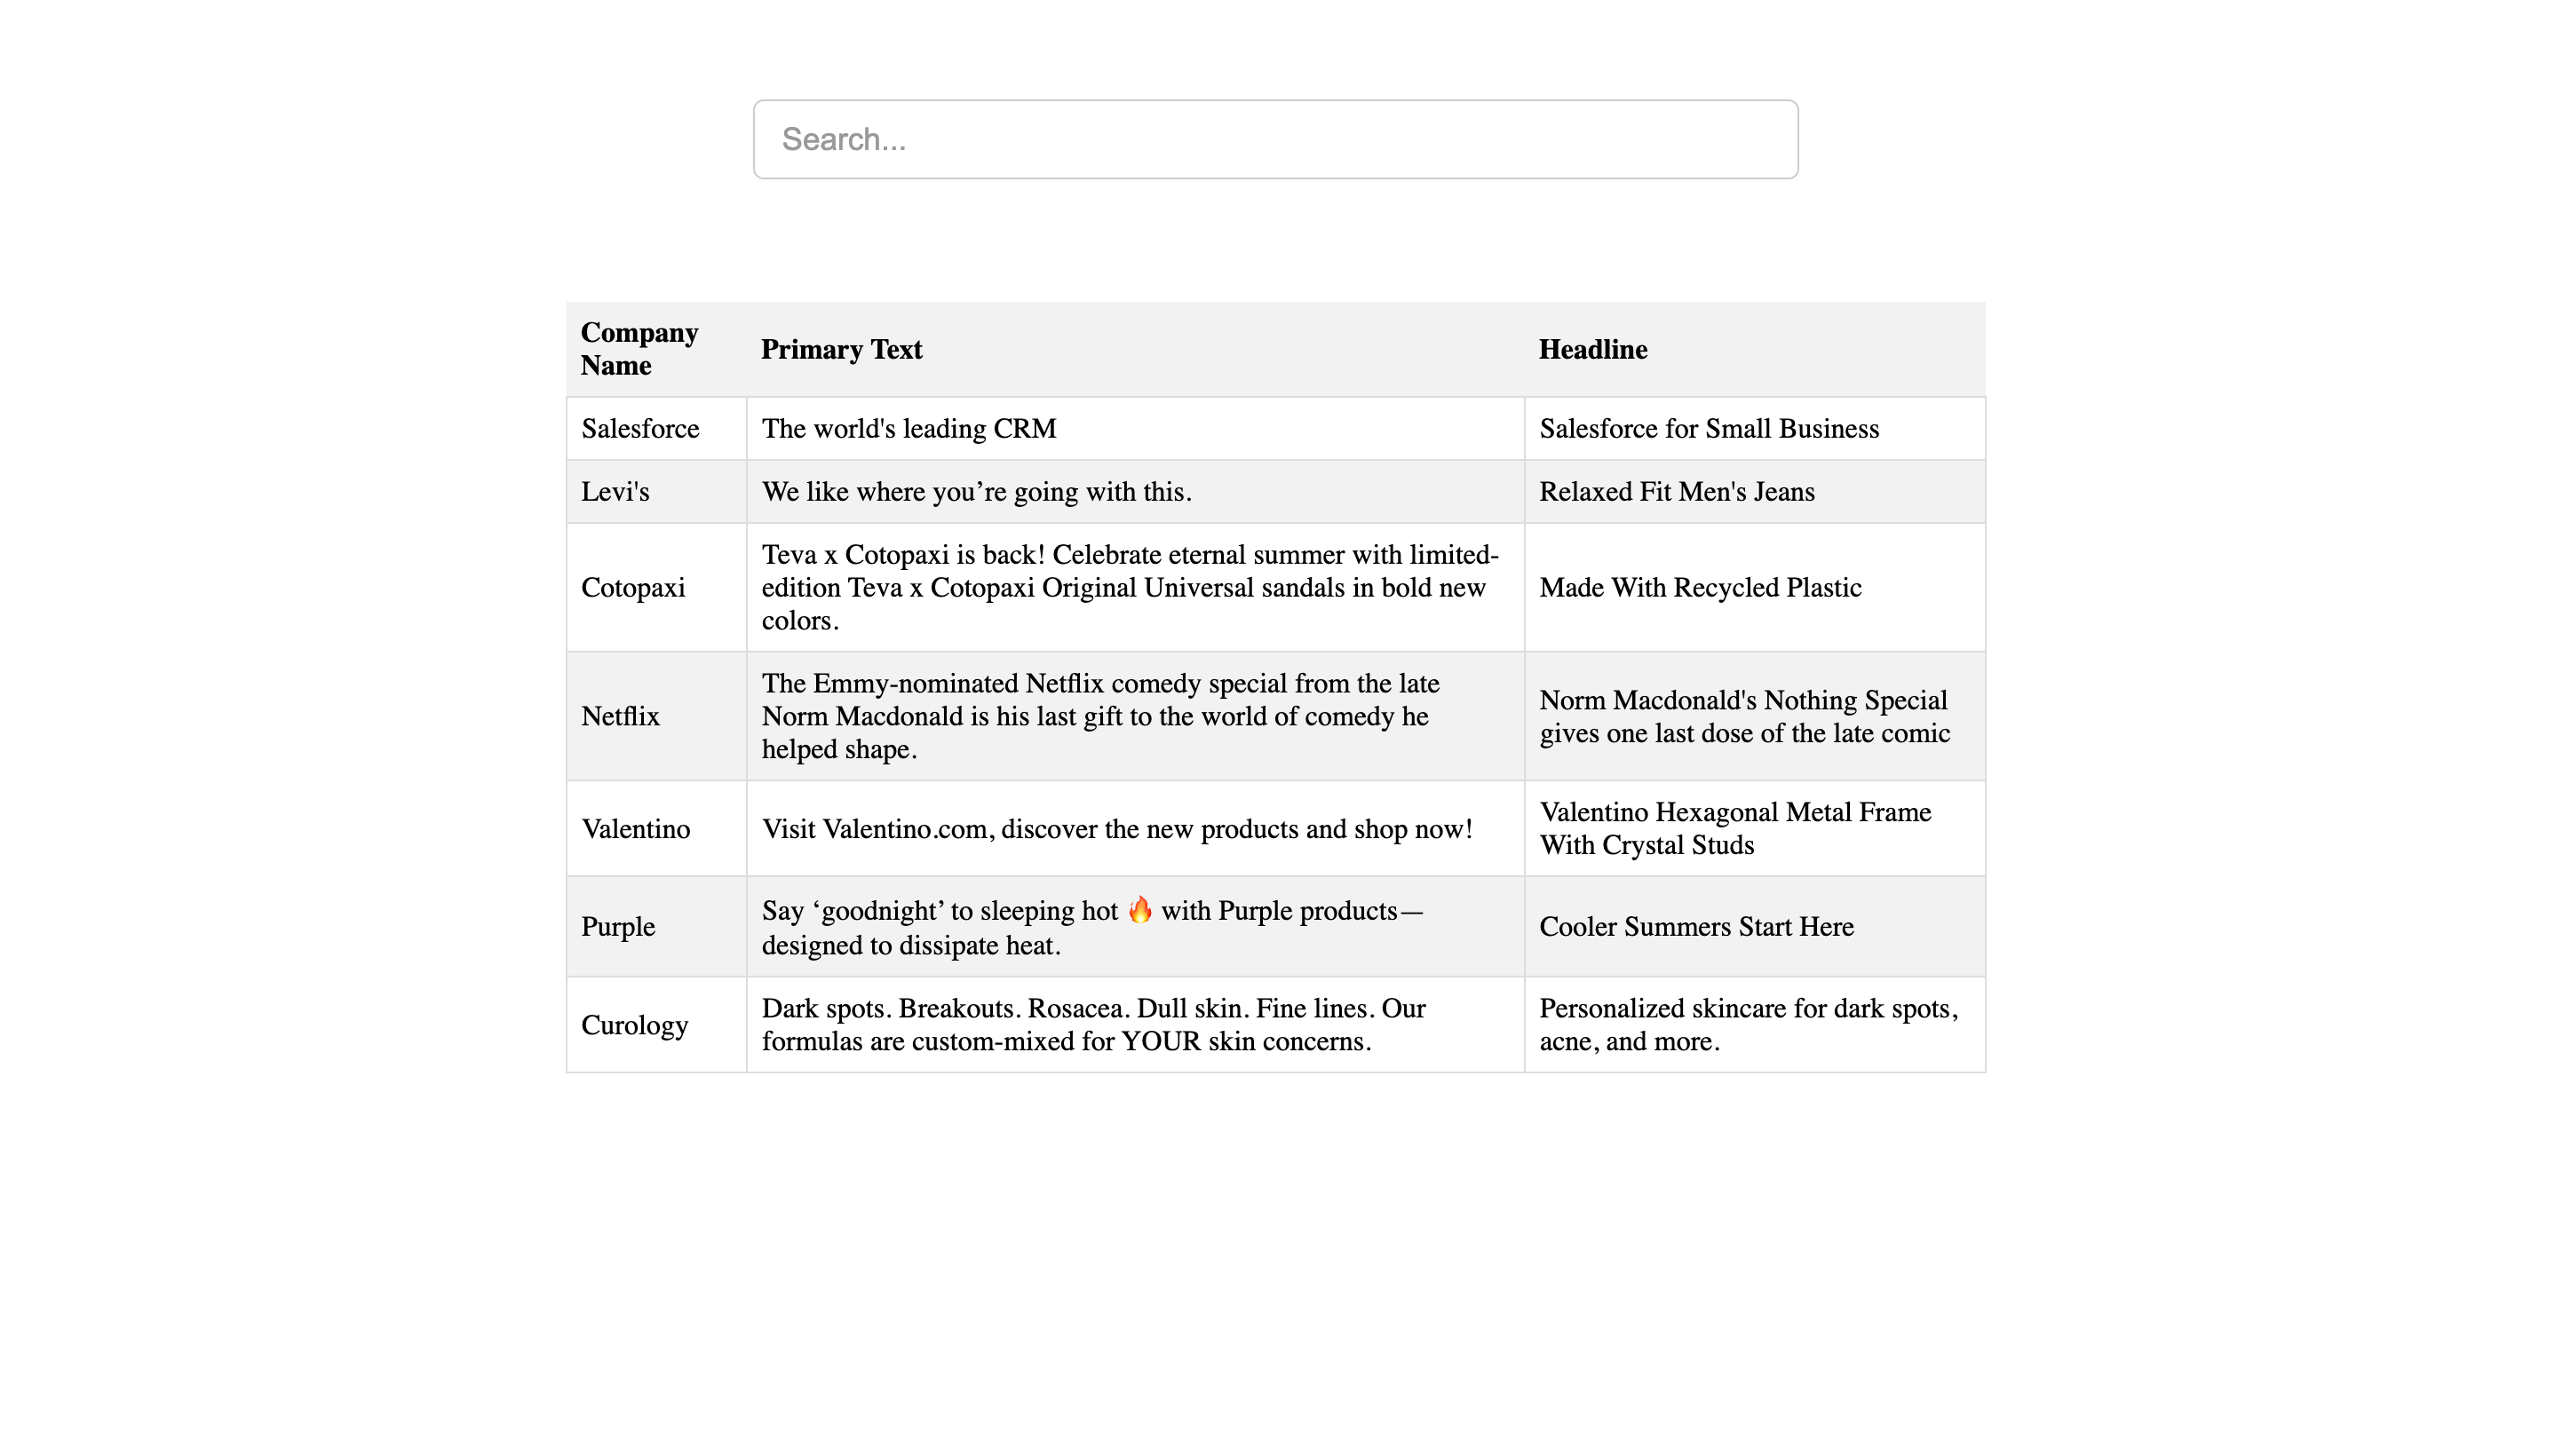 Search...
Company
Name
Primary Text
Headline
Salesforce
The world's leading CRM
Salesforce for Small Business
Levi's
We like where you’re going with this.
Relaxed Fit Men's Jeans
Cotopaxi
Teva x Cotopaxi is back! Celebrate eternal summer with limited-
edition Teva x Cotopaxi Original Universal sandals in bold new
colors.
Made With Recycled Plastic
Netflix
The Emmy-nominated Netflix comedy special from the late
Norm Macdonald is his last gift to the world of comedy he
helped shape.
Norm Macdonald's Nothing Special
gives one last dose of the late comic
Valentino
Visit Valentino.com, discover the new products and shop now!
Valentino Hexagonal Metal Frame
With Crystal Studs
Purple
Say ‘goodnight’ to sleeping hot 🔥 with Purple products—
designed to dissipate heat.
Cooler Summers Start Here
Curology
Dark spots. Breakouts. Rosacea. Dull skin. Fine lines. Our
formulas are custom-mixed for YOUR skin concerns.
Personalized skincare for dark spots,
acne, and more.